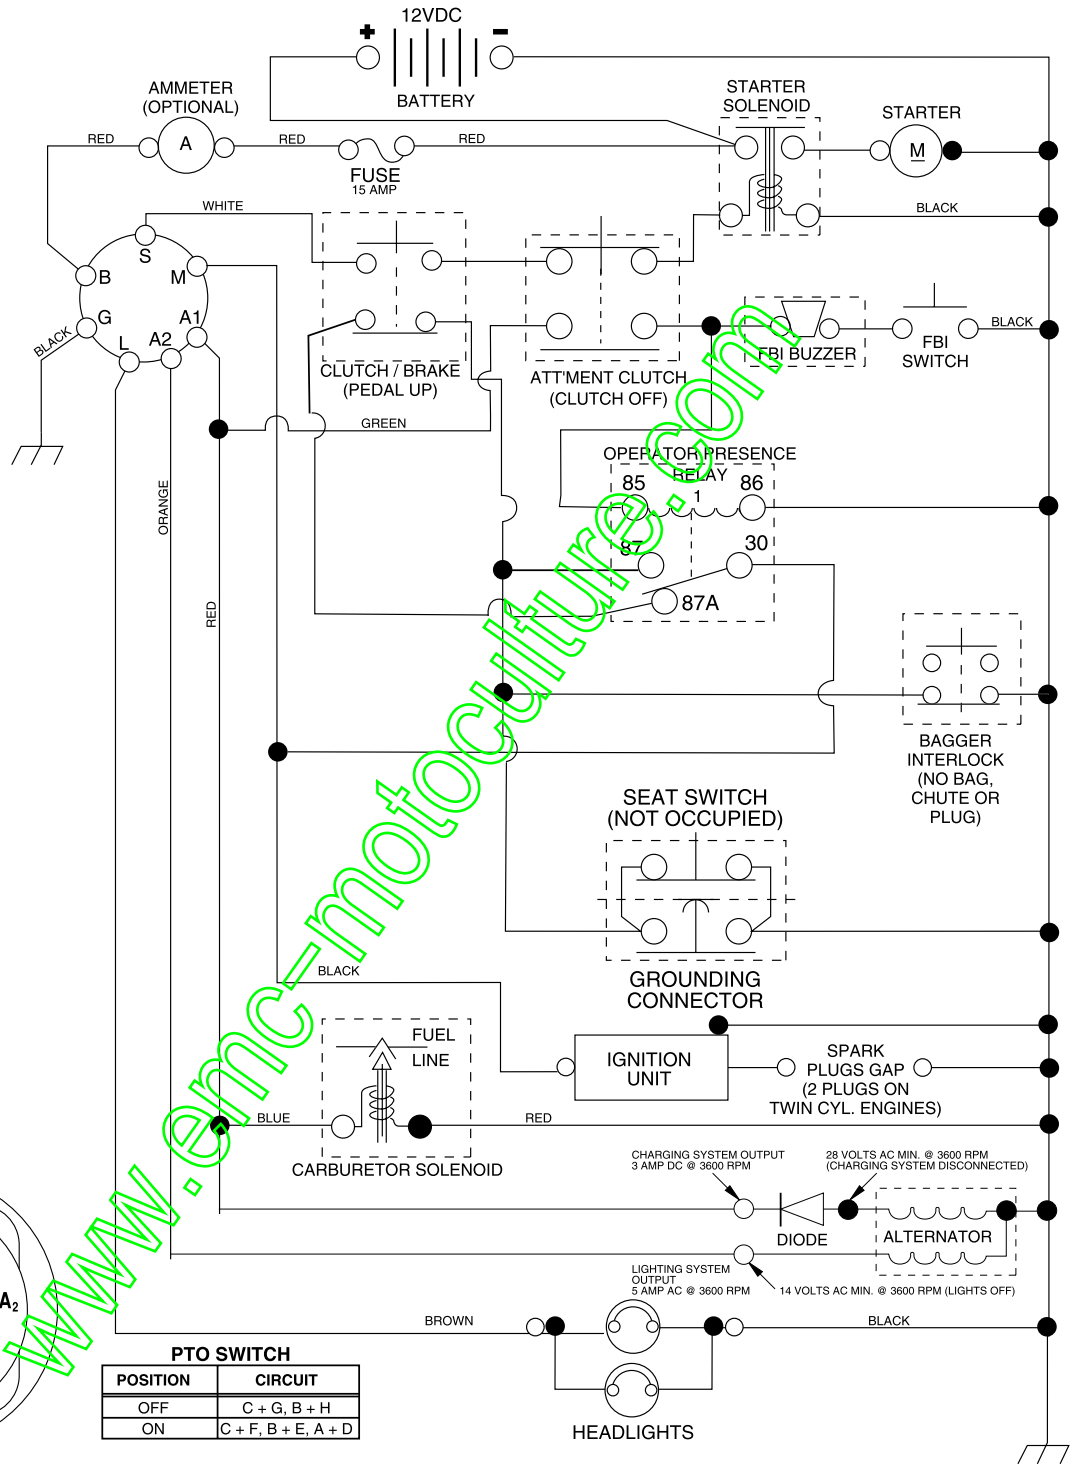 12VDC
+ -
BATTERY
AMMETER
(OPTIONAL)
STARTER
SOLENOID
STARTER
RED
A
RED
RED
M
FUSE
15 AMP
WHITE
BLACK
S
B
M
G
A1
L
A2
BLACK
BLACK
FBI BUZZER
FBI
SWITCH
CLUTCH / BRAKE
(PEDAL UP)
ATT'MENT CLUTCH
(CLUTCH OFF)
GREEN
OPERATOR PRESENCE
RELAY
1
85
86
ORANGE
87
30
87A
RED
BAGGER
INTERLOCK
(NO BAG,
CHUTE OR
PLUG)
SEAT SWITCH
(NOT OCCUPIED)
BLACK
GROUNDING
CONNECTOR
FUEL
LINE
IGNITION
UNIT
SPARK
PLUGS GAP
(2 PLUGS ON
TWIN CYL. ENGINES)
BLUE
RED
CARBURETOR SOLENOID
CHARGING SYSTEM OUTPUT
3 AMP DC @ 3600 RPM
28 VOLTS AC MIN. @ 3600 RPM
(CHARGING SYSTEM DISCONNECTED)
DIODE
ALTERNATOR
LIGHTING SYSTEM
OUTPUT
5 AMP AC @ 3600 RPM
14 VOLTS AC MIN. @ 3600 RPM (LIGHTS OFF)
A2
BROWN
BLACK
HEADLIGHTS
PTO SWITCH
POSITION CIRCUIT
OFF C + G, B + H
ON C + F, B + E, A + D
www.emc-motoculture.com